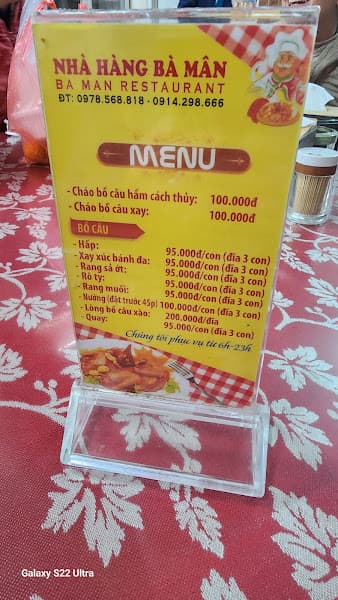 NHÀ HÀNG BÀ MÂN
BA MAN RESTAURANT
ĐT: 0978.568.818 - 0914.298.666
MENU
- Cháo bồ câu hầm cách thủy: 100.000đ
- Cháo bồ câu xay: 100.000đ
BỒ CÂU
- Hấp: 95.000đ/con (đĩa 3 con)
- Xay xúc bánh đa: 95.000đ/con (đĩa 3 con)
- Rang sả ớt: 95.000đ/con (đĩa 3 con)
- Rô ty: 95.000đ/con (đĩa 3 con)
- Rang muối: 95.000đ/con (đĩa 3 con)
- Nướng (đặt trước 45p) 100.000đ/con (đĩa 3 con)
- Lòng bồ câu xào: 200.000đ/đĩa
- Quay: 95.000/con (đĩa 3 con)
Chúng tôi phục vụ từ 6h-23h
Galaxy S22 Ultra